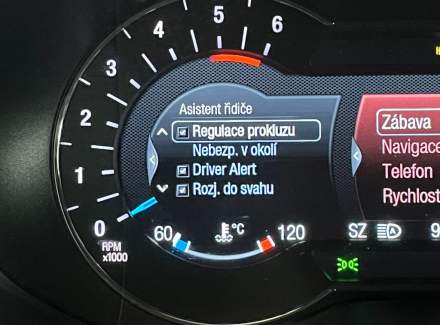 5
6
4
3
2
1
0
RPM
x1000
Asistent řidiče
Regulace prokluzu
Nebezp. v okolí
Driver Alert
Rozj. do svahu
60 °C 120
Zábava
Navigace
Telefon
Rychlost
SZ A 9